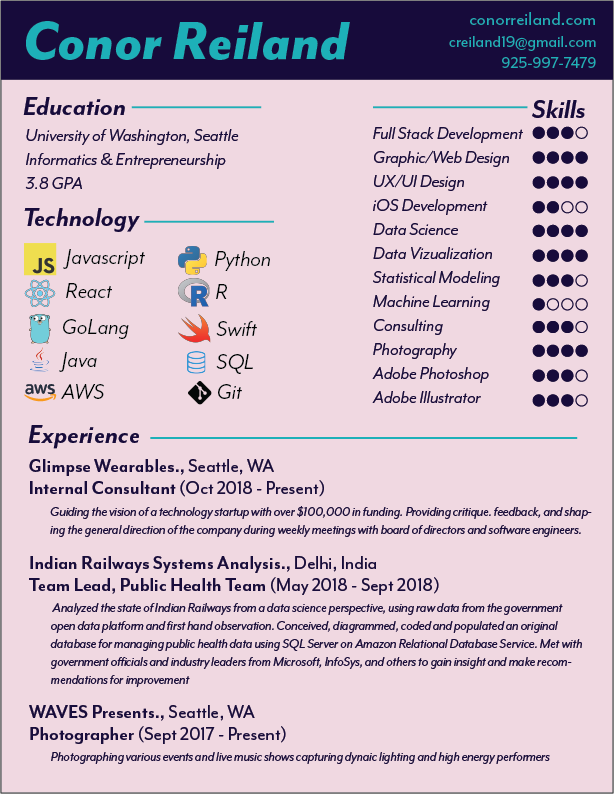 Conor Reiland
conorreiland.com
creiland19@gmail.com
925-997-7479
Education
University of Washington, Seattle
Informatics & Entrepreneurship
3.8 GPA
Technology
JS Javascript
Python
React
R R
GoLang
Swift
Java
SQL
aws AWS
Git
Skills
Full Stack Development
Graphic/Web Design
UX/UI Design
iOS Development
Data Science
Data Vizualization
Statistical Modeling
Machine Learning
Consulting
Photography
Adobe Photoshop
Adobe Illustrator
Experience
Glimpse Wearables., Seattle, WA
Internal Consultant (Oct 2018 - Present)
Guiding the vision of a technology startup with over $100,000 in funding. Providing critique. feedback, and shap-
ing the general direction of the company during weekly meetings with board of directors and software engineers.
Indian Railways Systems Analysis., Delhi, India
Team Lead, Public Health Team (May 2018 - Sept 2018)
Analyzed the state of Indian Railways from a data science perspective, using raw data from the government
open data platform and first hand observation. Conceived, diagrammed, coded and populated an original
database for managing public health data using SQL Server on Amazon Relational Database Service. Met with
government officials and industry leaders from Microsoft, InfoSys, and others to gain insight and make recom-
mendations for improvement
WAVES Presents., Seattle, WA
Photographer (Sept 2017 - Present)
Photographing various events and live music shows capturing dynaic lighting and high energy performers